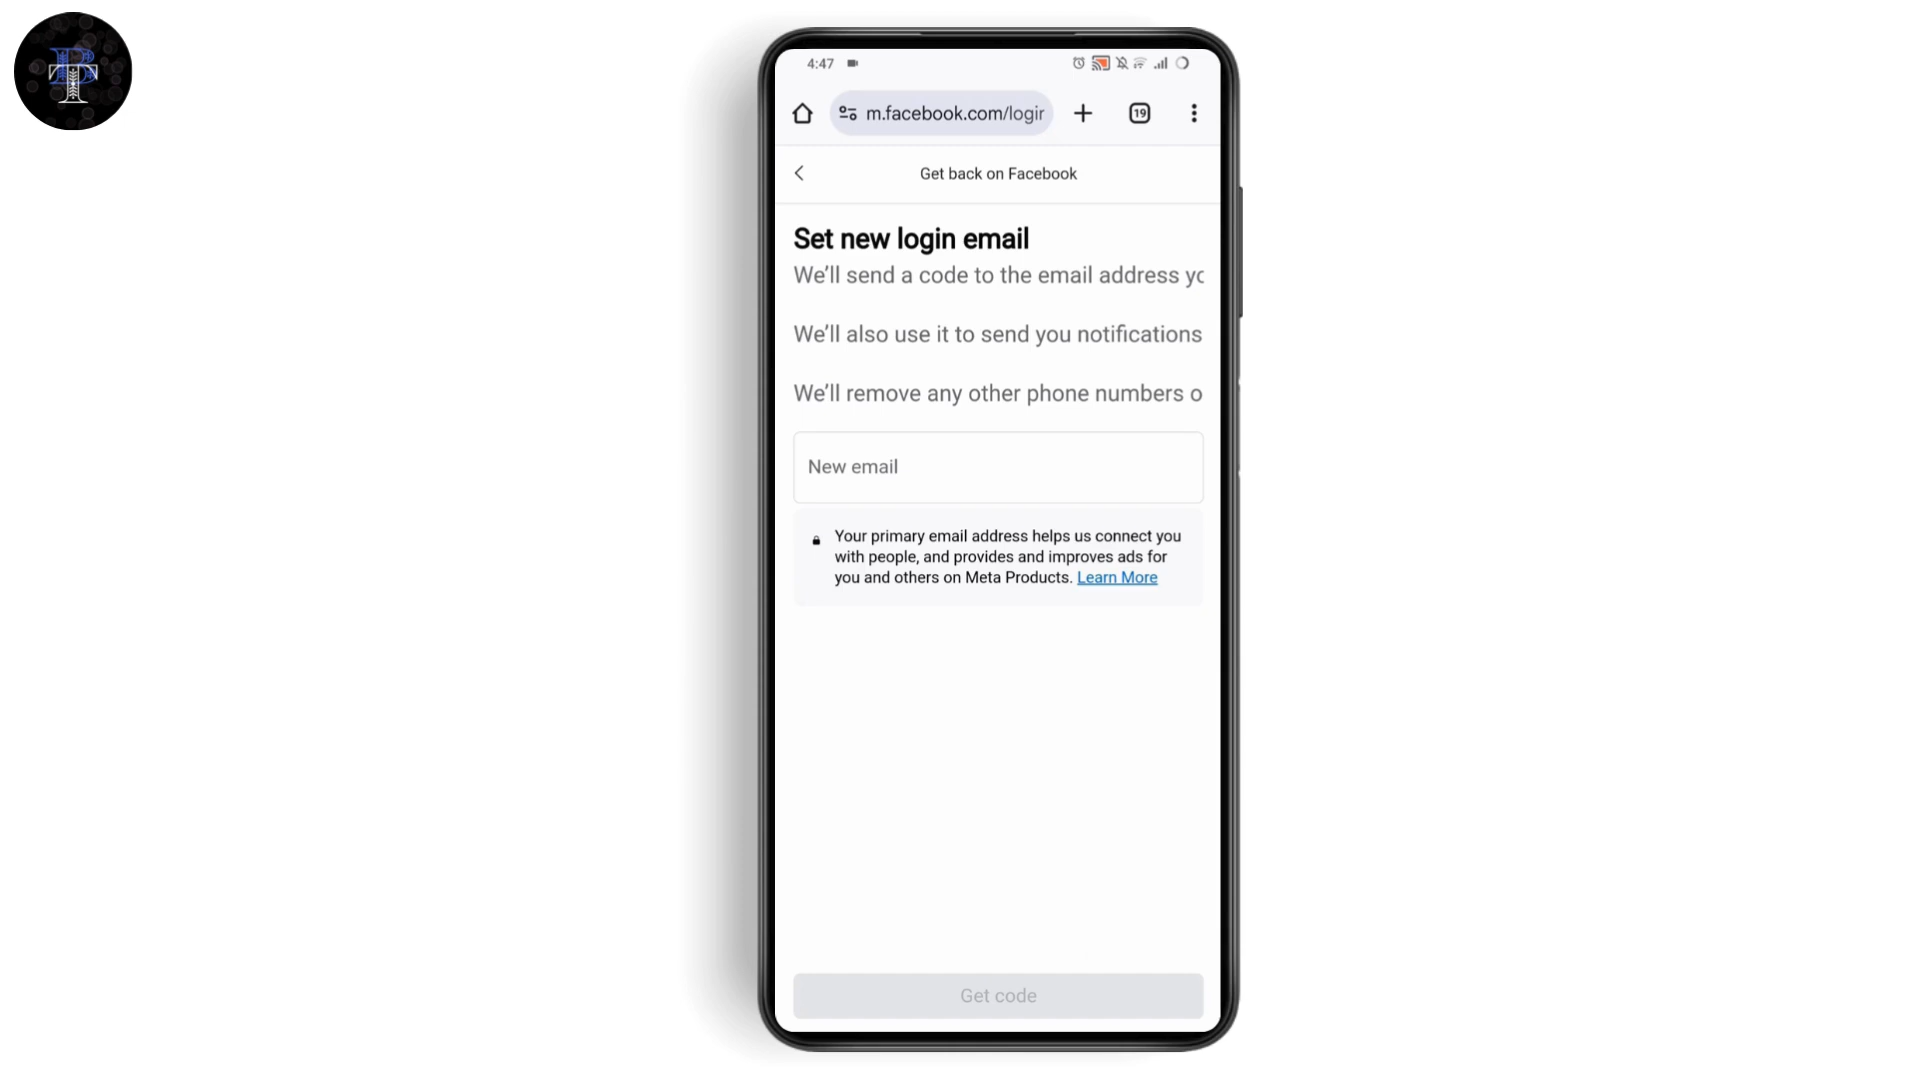 BT
4:47
m.facebook.com/logir
19
Get back on Facebook
Set new login email
We’ll send a code to the email address yo
We’ll also use it to send you notifications
We’ll remove any other phone numbers o
New email
Your primary email address helps us connect you
with people, and provides and improves ads for
you and others on Meta Products. Learn More
Get code